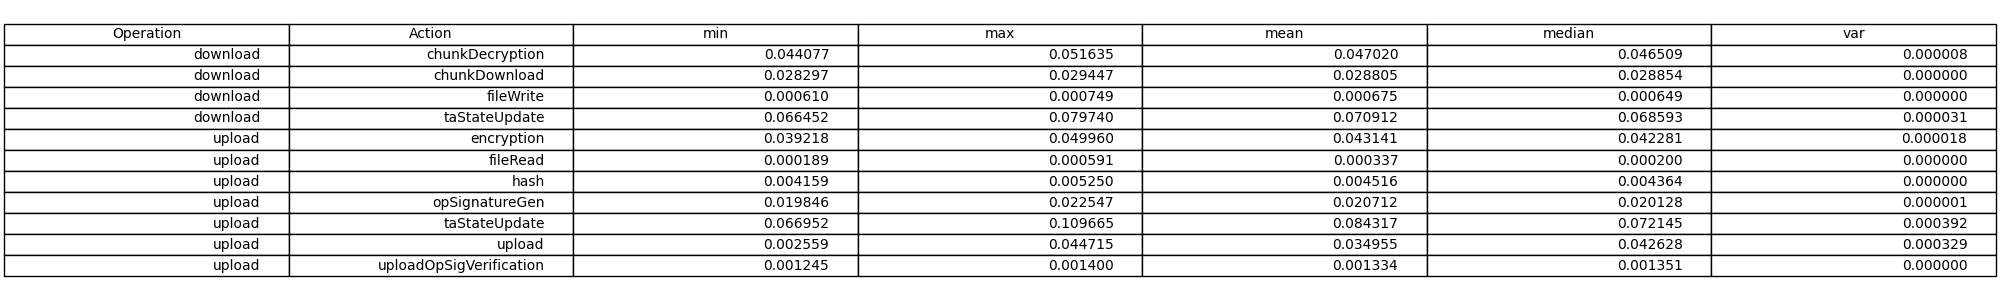 Operation Action min max mean median var
download chunkDecryption 0.044077 0.051635 0.047020 0.046509 0.000008
download chunkDownload 0.028297 0.029447 0.028805 0.028854 0.000000
download fileWrite 0.000610 0.000749 0.000675 0.000649 0.000000
download taStateUpdate 0.066452 0.079740 0.070912 0.068593 0.000031
upload encryption 0.039218 0.049960 0.043141 0.042281 0.000018
upload fileRead 0.000189 0.000591 0.000337 0.000200 0.000000
upload hash 0.004159 0.005250 0.004516 0.004364 0.000000
upload opSignatureGen 0.019846 0.022547 0.020712 0.020128 0.000001
upload taStateUpdate 0.066952 0.109665 0.084317 0.072145 0.000392
upload upload 0.002559 0.044715 0.034955 0.042628 0.000329
upload uploadOpSigVerification 0.001245 0.001400 0.001334 0.001351 0.000000